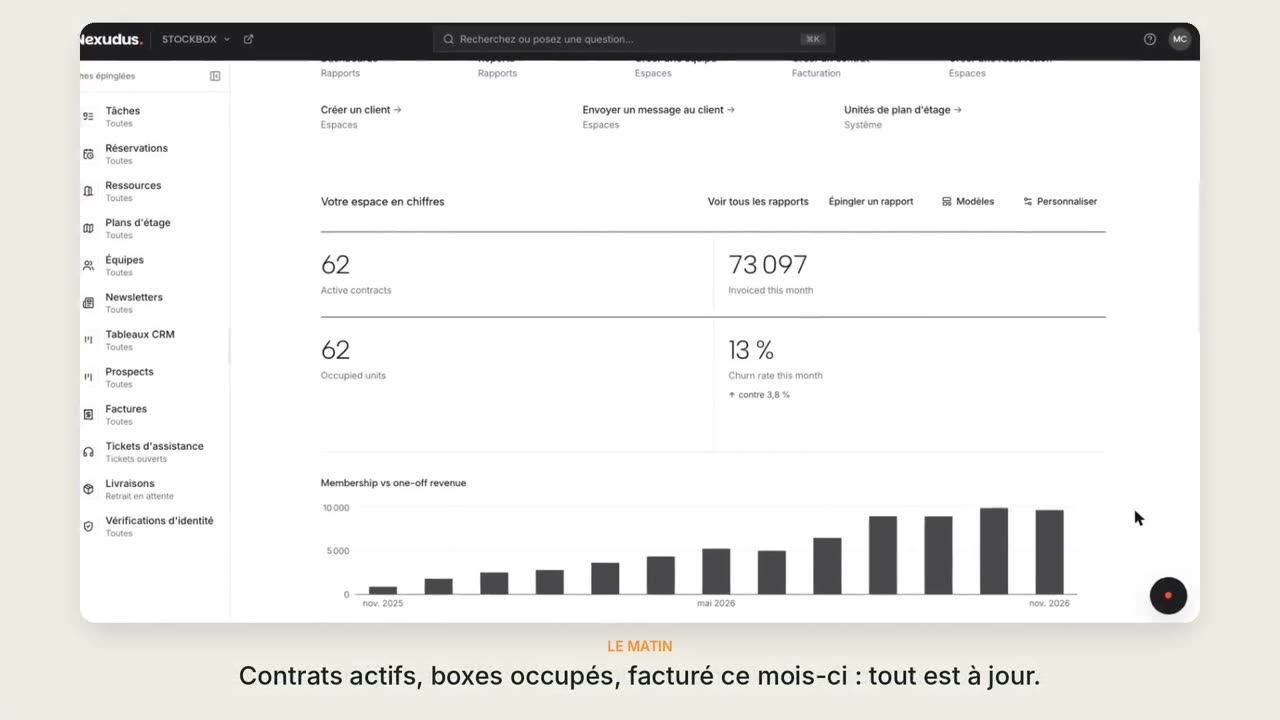 Nexudus.
STOCKBOX
Recherchez ou posez une question...
⌘K
MC
Rapports
Rapports
Espaces
Facturation
Espaces
Créer un client →
Espaces
Envoyer un message au client →
Espaces
Unités de plan d'étage →
Système
Tâches
Toutes
Réservations
Toutes
Ressources
Toutes
Plans d'étage
Toutes
Équipes
Toutes
Newsletters
Toutes
Tableaux CRM
Toutes
Prospects
Toutes
Factures
Toutes
Tickets d'assistance
Tickets ouverts
Livraisons
Retrait en attente
Vérifications d'identité
Toutes
Votre espace en chiffres
Voir tous les rapports
Épingler un rapport
Modèles
Personnaliser
62
Active contracts
73 097
Invoiced this month
62
Occupied units
13 %
Churn rate this month
↑ contre 3,8 %
Membership vs one-off revenue
10 000
5 000
0
nov. 2025
mai 2026
nov. 2026
LE MATIN
Contrats actifs, boxes occupés, facturé ce mois-ci : tout est à jour.